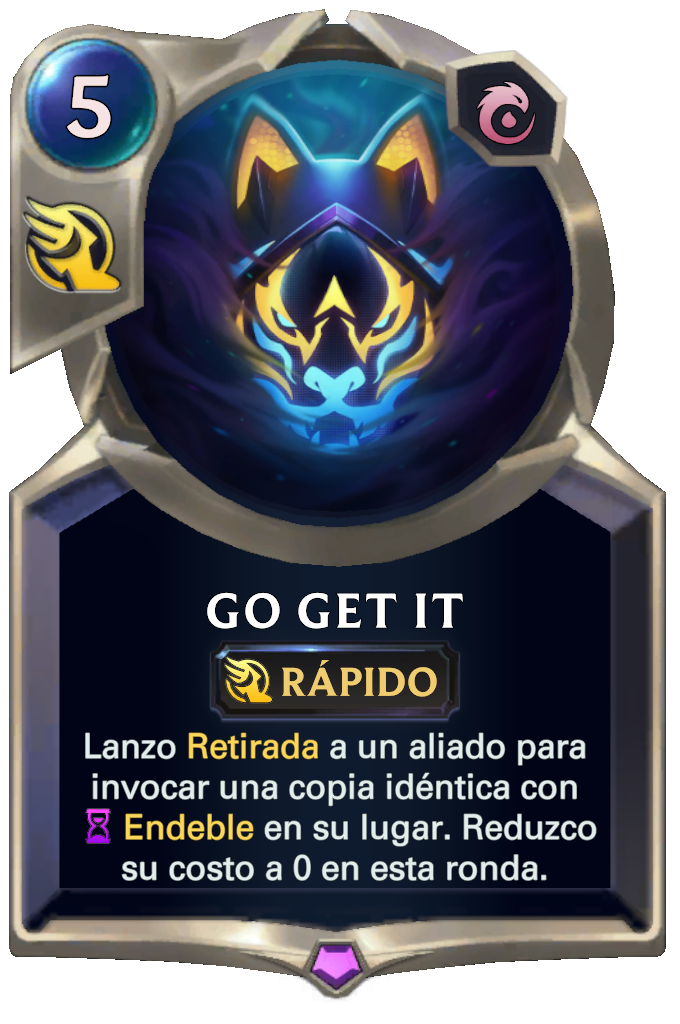 5
GO GET IT
RÁPIDO
Lanzo Retirada a un aliado para
invocar una copia idéntica con
Endeble en su lugar. Reduzco
su costo a 0 en esta ronda.